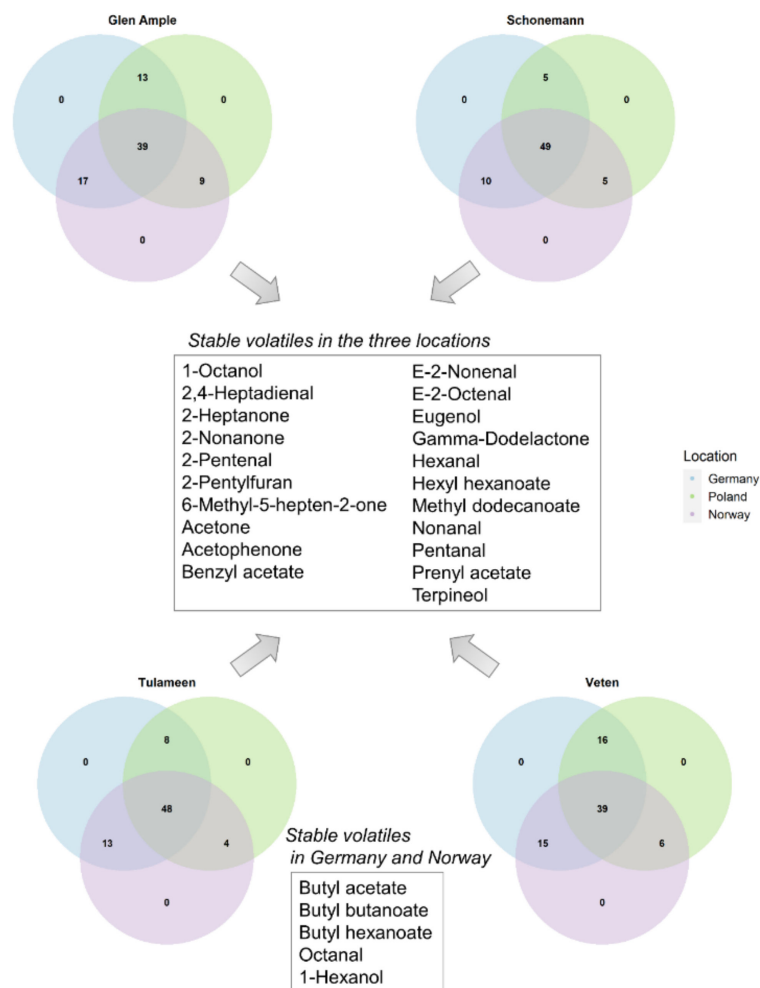 Glen Ample
Schonemann
13
0
0
39
17
9
0
5
0
0
49
10
5
0
Stable volatiles in the three locations
1-Octanol
2,4-Heptadienal
2-Heptanone
2-Nonanone
2-Pentenal
2-Pentylfuran
6-Methyl-5-hepten-2-one
Acetone
Acetophenone
Benzyl acetate
E-2-Nonenal
E-2-Octenal
Eugenol
Gamma-Dodelactone
Hexanal
Hexyl hexanoate
Methyl dodecanoate
Nonanal
Pentanal
Prenyl acetate
Terpineol
Location
Germany
Poland
Norway
Tulameen
Veten
8
0
0
48
13
4
0
16
0
0
39
15
6
0
Stable volatiles
in Germany and Norway
Butyl acetate
Butyl butanoate
Butyl hexanoate
Octanal
1-Hexanol